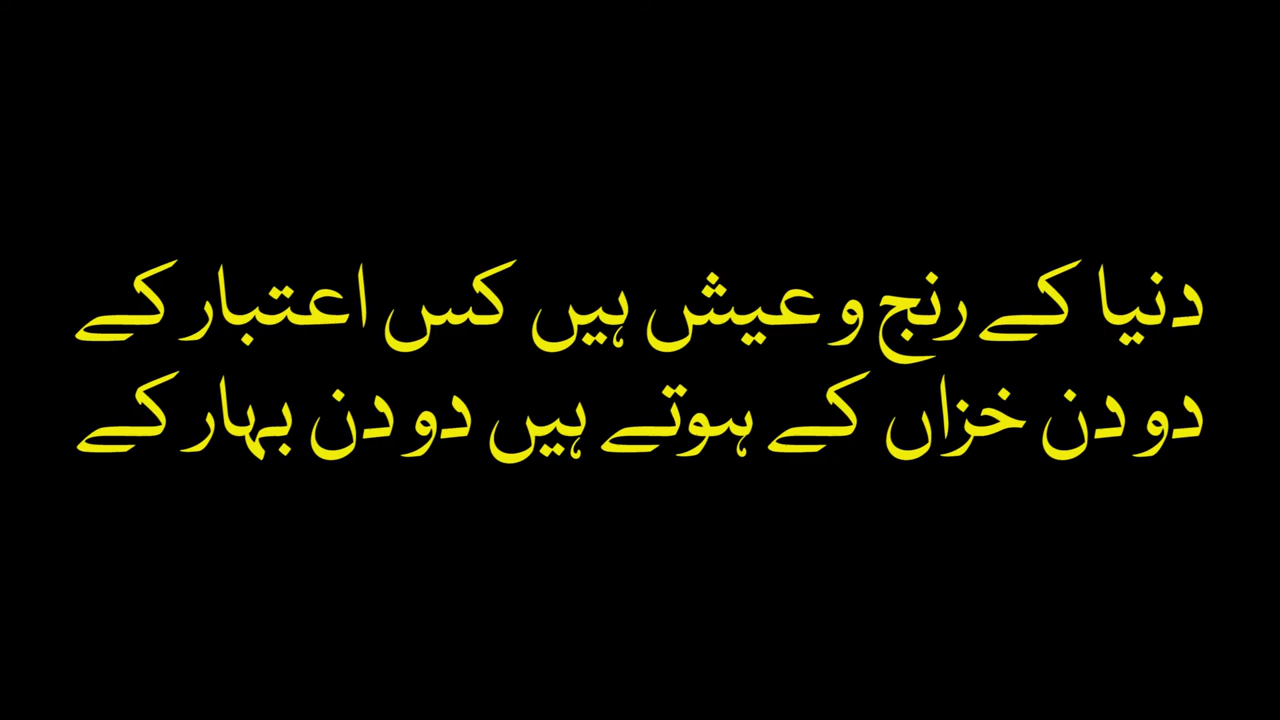 دنیا کے رنج و عیش ہیں کس اعتبار کے
دو دن خزاں کے ہوتے ہیں دو دن بہار کے